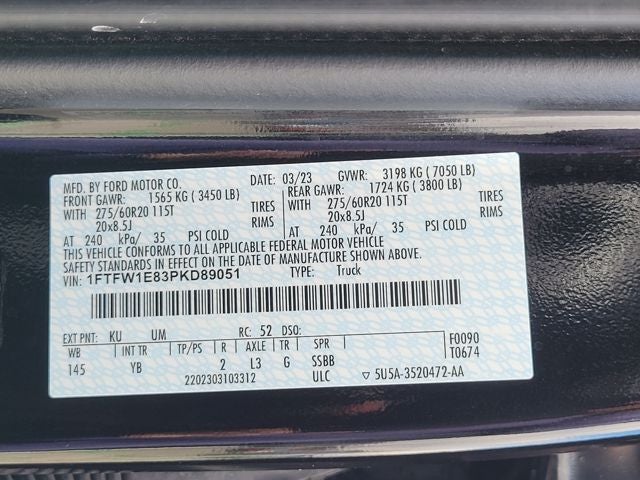 MFD. BY FORD MOTOR CO. DATE: 03/23 GVWR: 3198 KG ( 7050 LB)
FRONT GAWR: 1565 KG ( 3450 LB) REAR GAWR: 1724 KG ( 3800 LB)
WITH 275/60R20 115T TIRES WITH 275/60R20 115T TIRES
20x8.5J RIMS 20x8.5J RIMS
AT 240 kPa/ 35 PSI COLD AT 240 kPa/ 35 PSI COLD
THIS VEHICLE CONFORMS TO ALL APPLICABLE FEDERAL MOTOR VEHICLE
SAFETY STANDARDS IN EFFECT ON THE DATE OF MANUFACTURE SHOWN ABOVE.
VIN: 1FTFW1E83PKD89051 TYPE: Truck
EXT PNT: KU UM RC: 52 DSO: F0090
WB INT TR TP/PS R AXLE TR SPR T0674
145 YB 2 L3 G SSBB
2202303103312 ULC ▽ 5U5A-3520472-AA